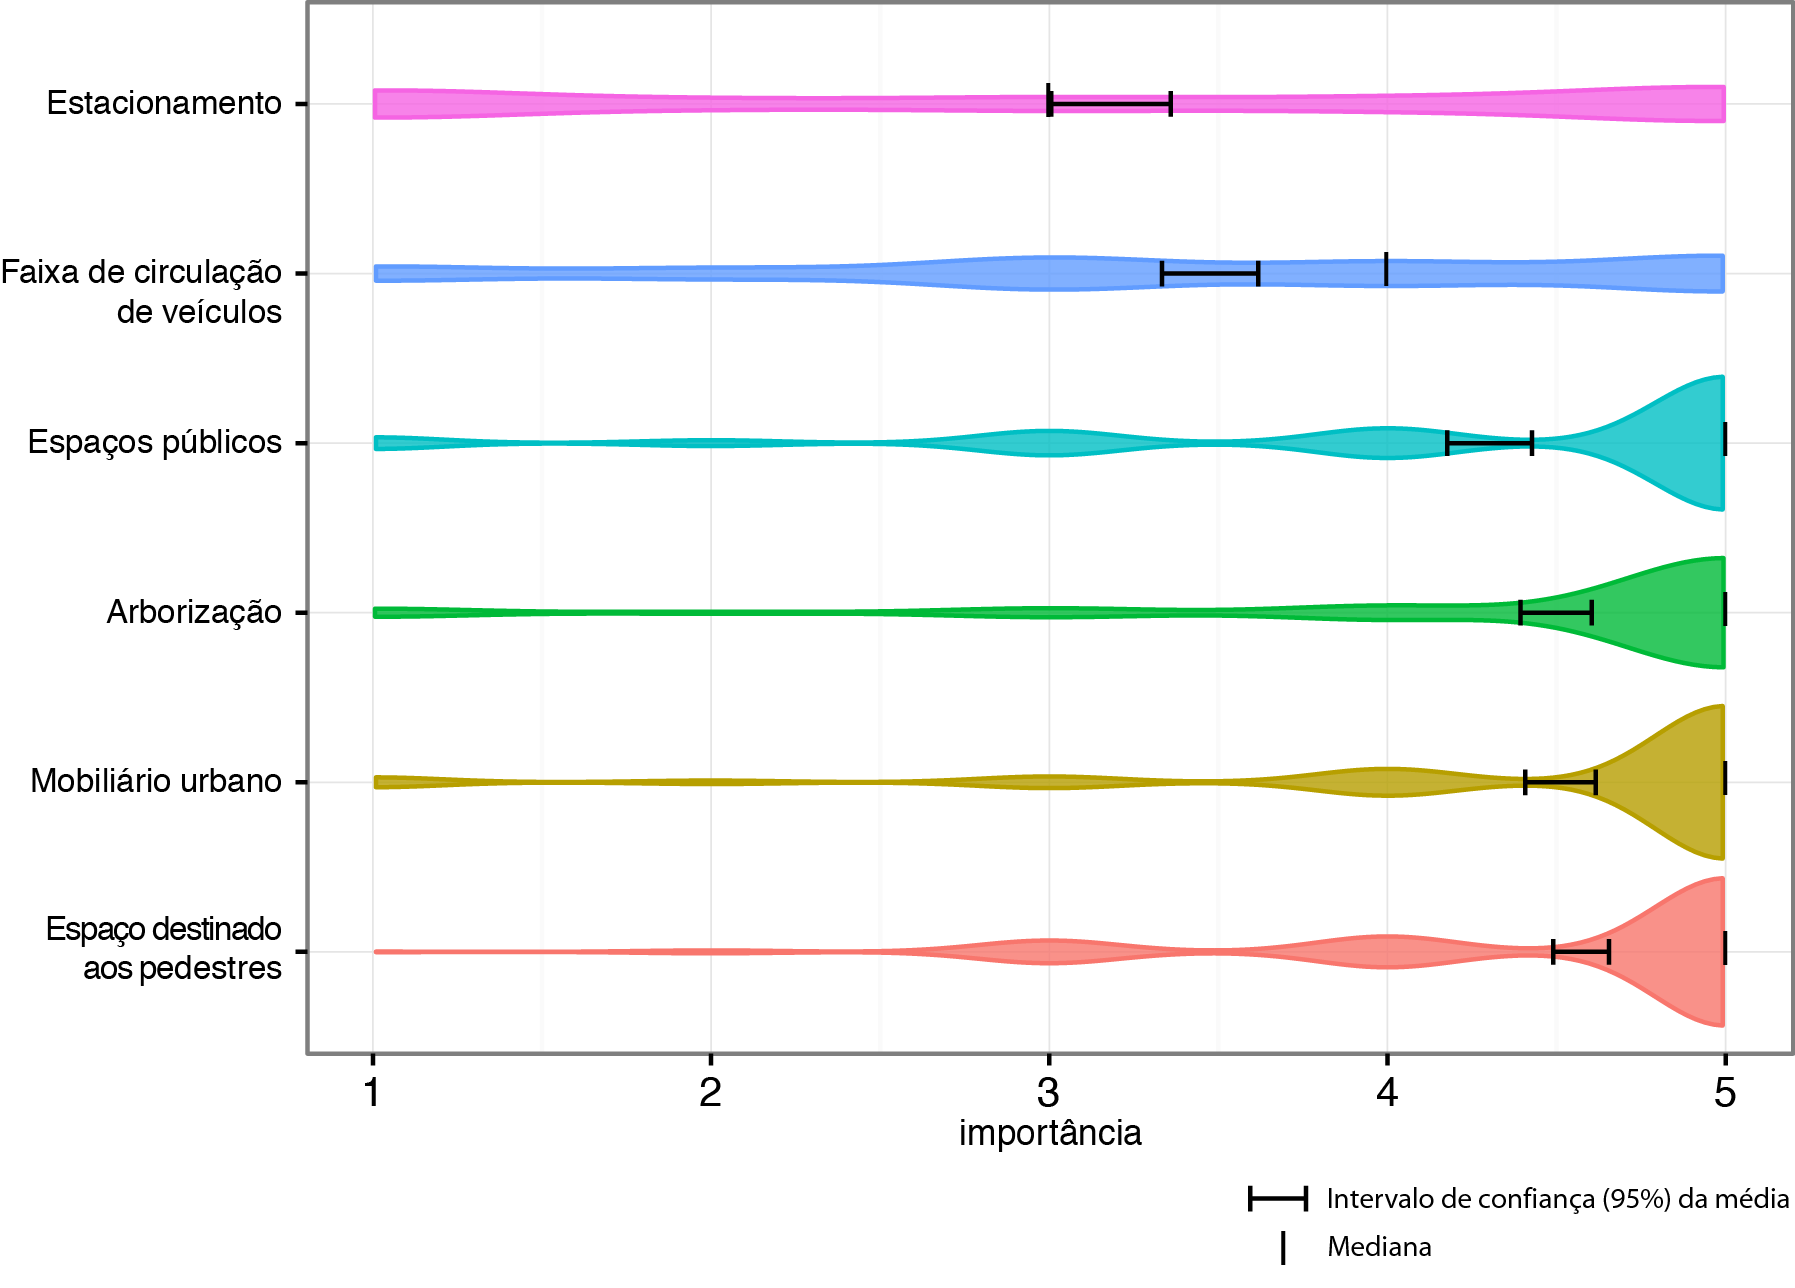 Estacionamento
Faixa de circulação
de veículos
Espaços públicos
Arborização
Mobiliário urbano
Espaço destinado
aos pedestres
1 2 3 4 5
importância
Intervalo de confiança (95%) da média
Mediana